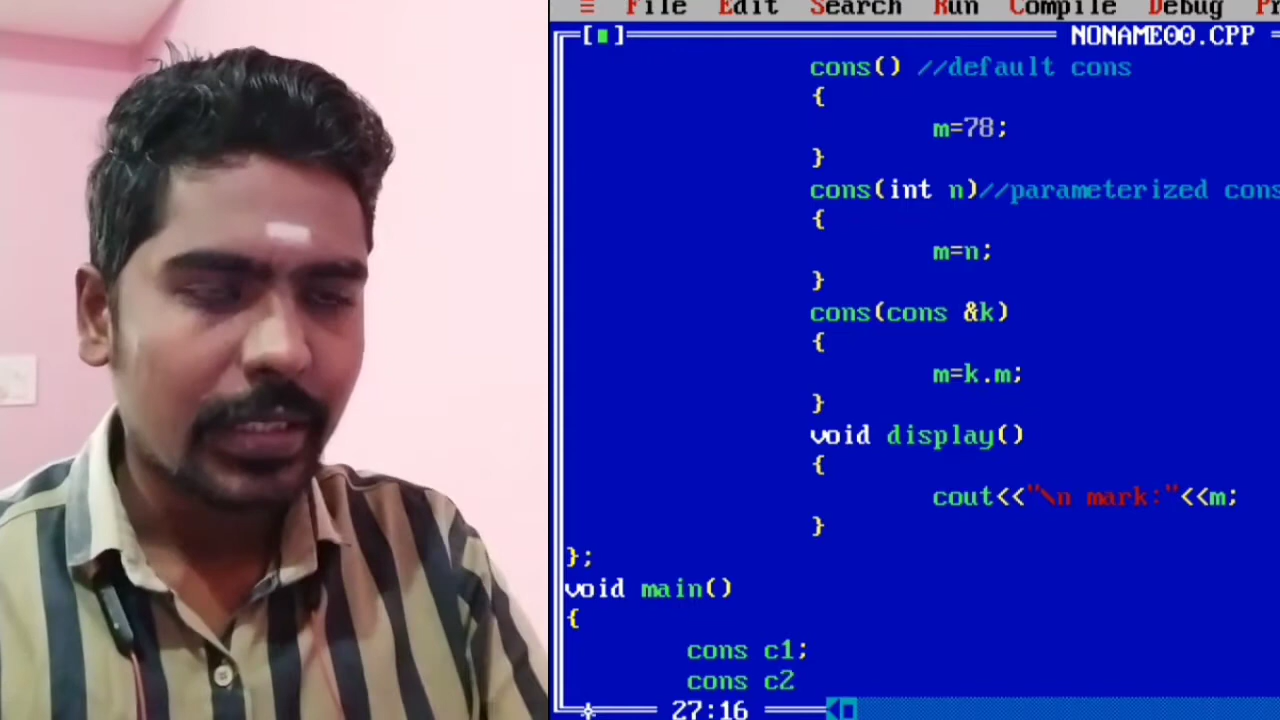 ≡ File Edit Search Run Compile Debug Pr
[■] NONAME00.CPP
cons() //default cons
{
m=78;
}
cons(int n)//parameterized cons
{
m=n;
}
cons(cons &k)
{
m=k.m;
}
void display()
{
cout<<"\n mark:"<<m;
}
};
void main()
{
cons c1;
cons c2
27:16